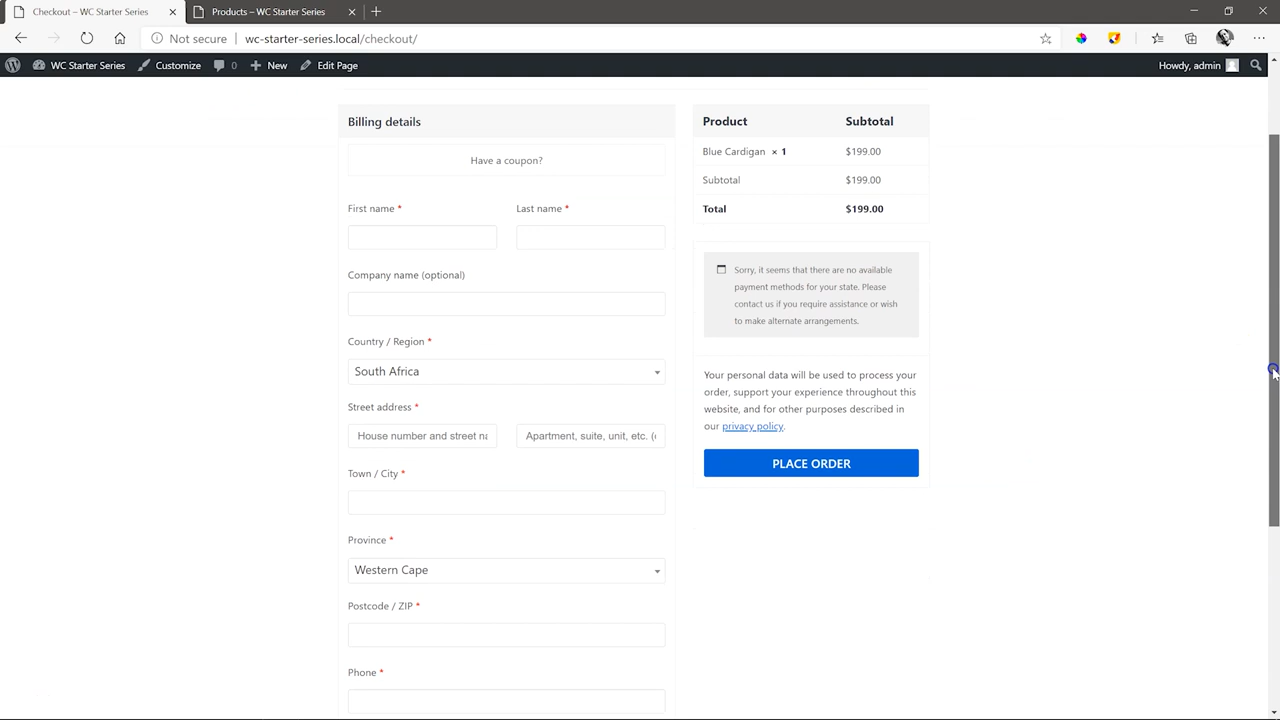 Checkout – WC Starter Series
Products – WC Starter Series
Not secure
wc-starter-series.local/checkout/
WC Starter Series
Customize
0
New
Edit Page
Howdy, admin
Billing details
Have a coupon?
First name *
Last name *
Company name (optional)
Country / Region *
South Africa
Street address *
House number and street na
Apartment, suite, unit, etc. (
Town / City *
Province *
Western Cape
Postcode / ZIP *
Phone *
Product Subtotal
Blue Cardigan × 1 $199.00
Subtotal $199.00
Total $199.00
Sorry, it seems that there are no available
payment methods for your state. Please
contact us if you require assistance or wish
to make alternate arrangements.
Your personal data will be used to process your
order, support your experience throughout this
website, and for other purposes described in
our privacy policy.
PLACE ORDER